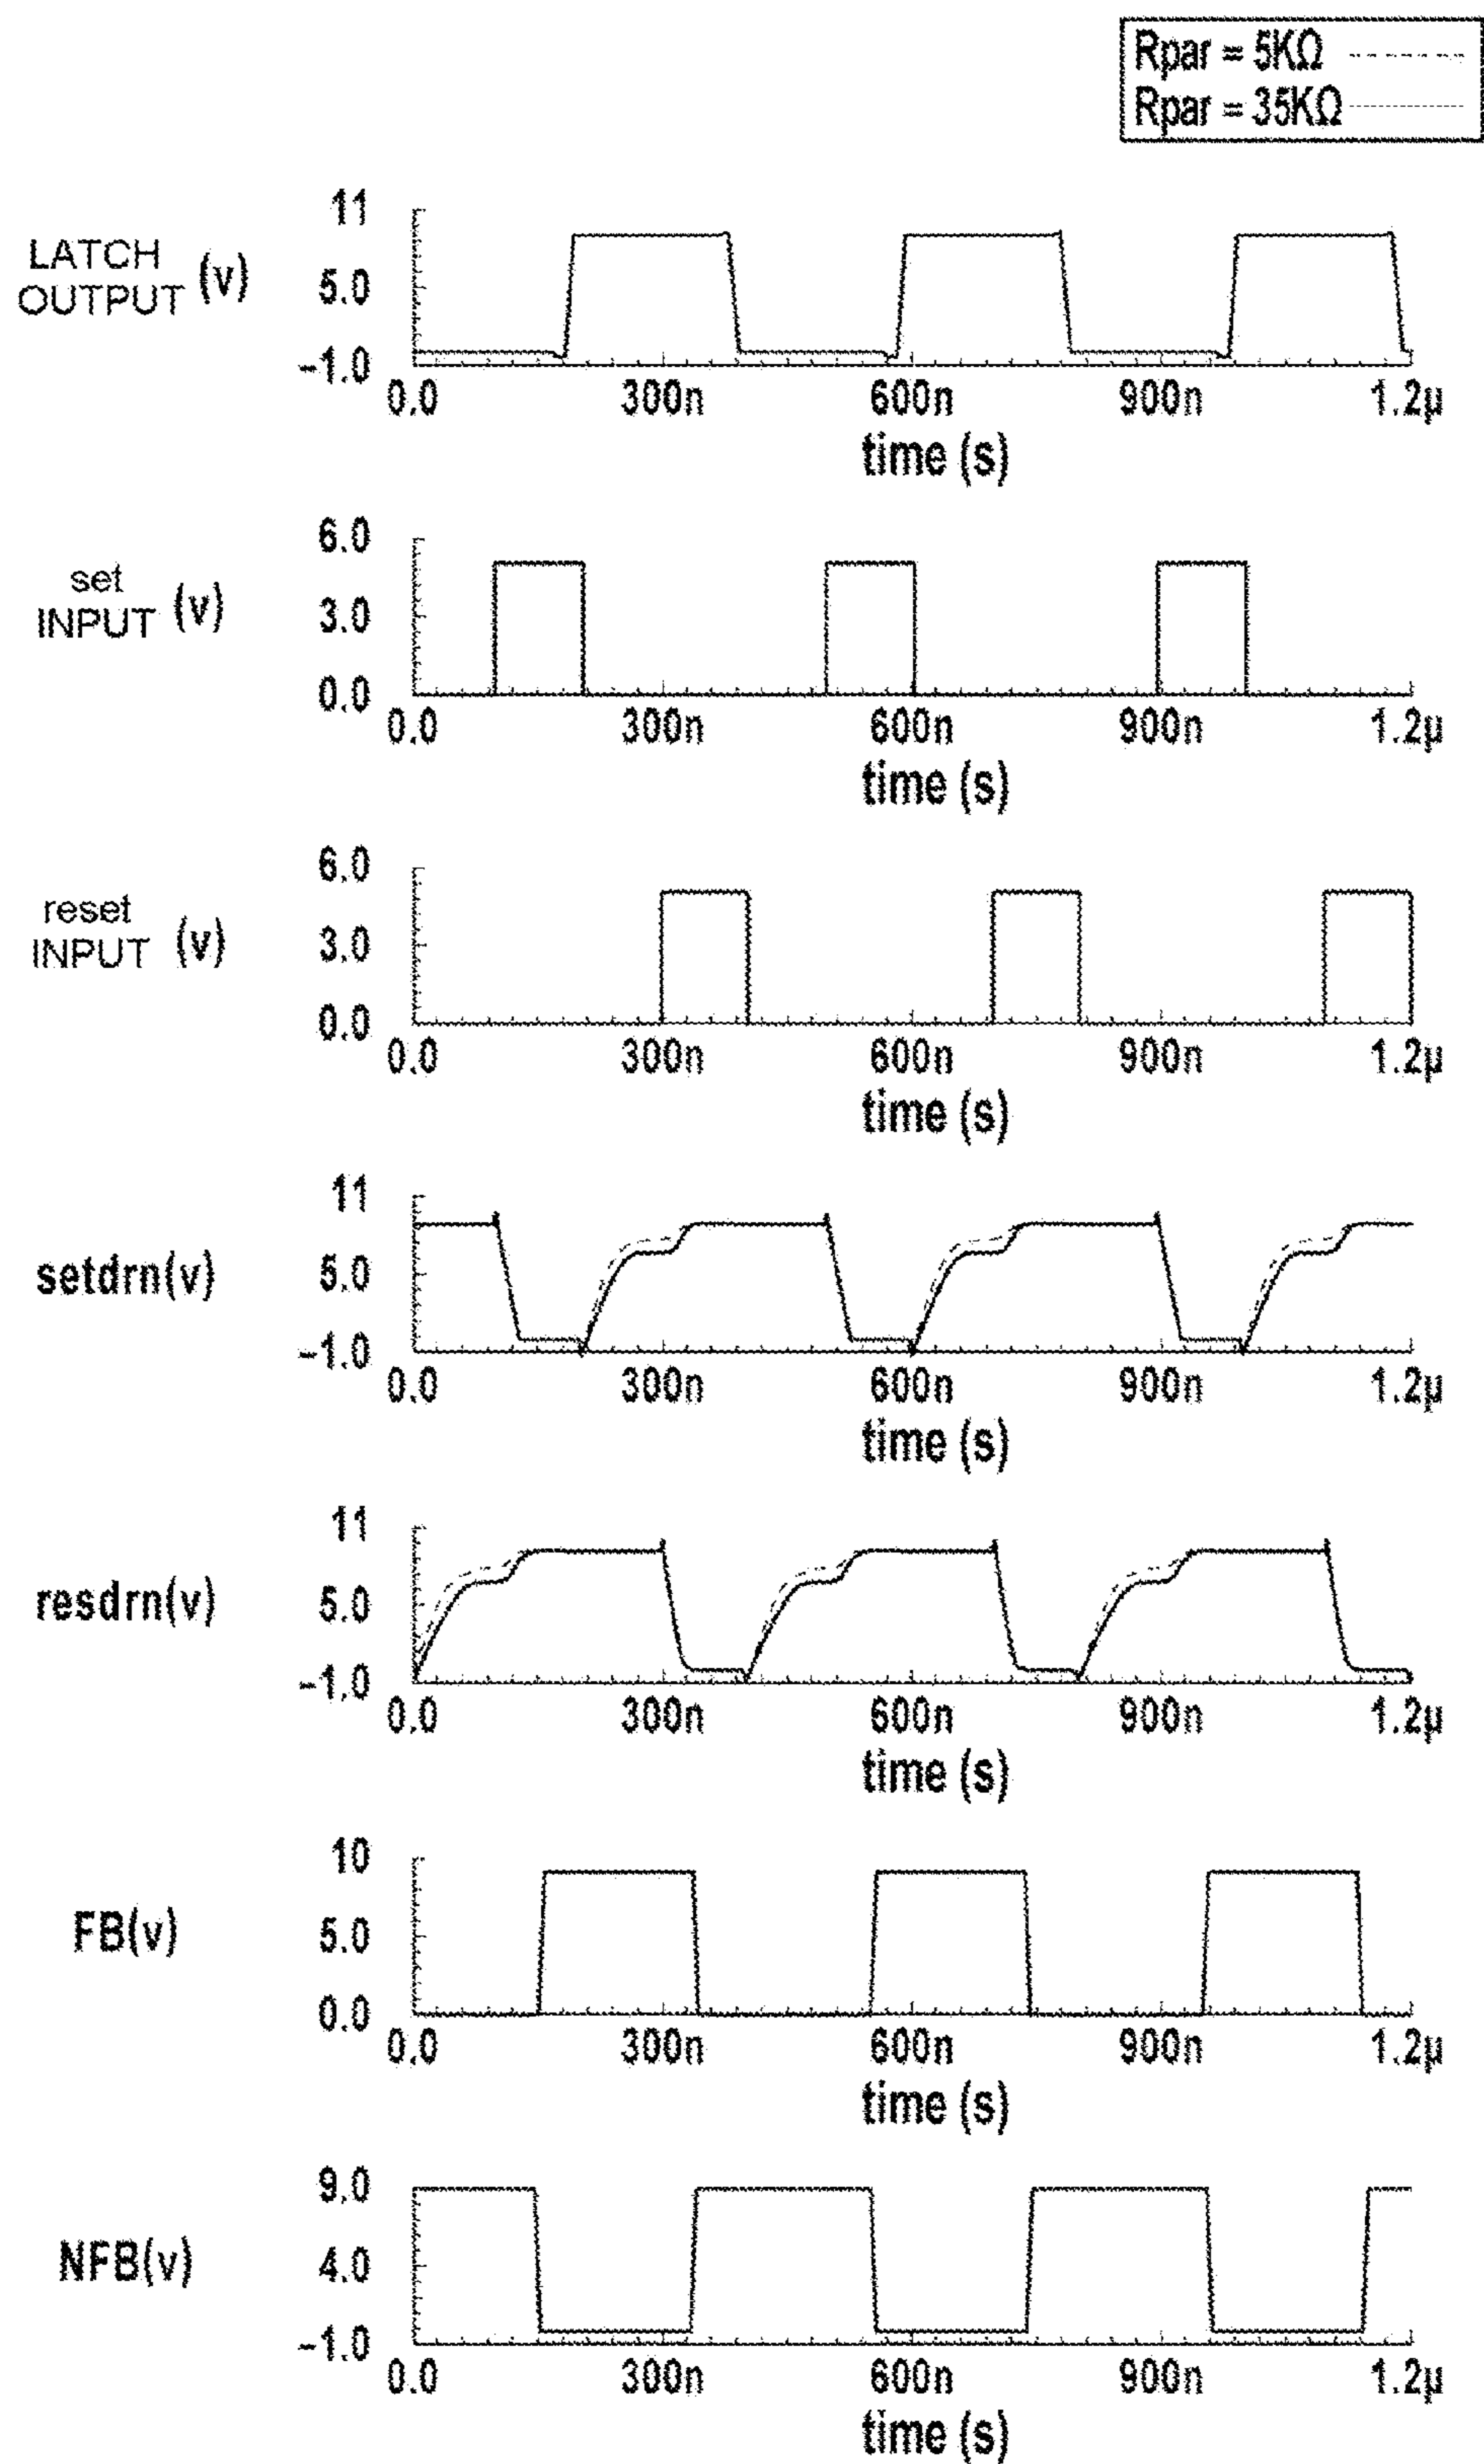 Rpar = 5KΩ
Rpar = 35KΩ
11
LATCH
OUTPUT (v)
5.0
-1.0
0.0 300n 600n 900n 1.2µ
time (s)
6.0
set
INPUT (v)
3.0
0.0
0.0 300n 600n 900n 1.2µ
time (s)
6.0
reset
INPUT (v)
3.0
0.0
0.0 300n 600n 900n 1.2µ
time (s)
11
setdrn(v)
5.0
-1.0
0.0 300n 600n 900n 1.2µ
time (s)
11
resdrn(v)
5.0
-1.0
0.0 300n 600n 900n 1.2µ
time (s)
10
FB(v)
5.0
0.0
0.0 300n 600n 900n 1.2µ
time (s)
9.0
NFB(v)
4.0
-1.0
0.0 300n 600n 900n 1.2µ
time (s)